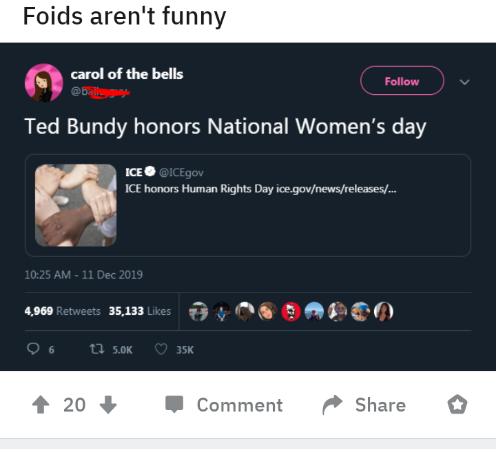 Foids aren't funny
carol of the bells
@b
Follow
Ted Bundy honors National Women's day
ICE @ICEgov
ICE honors Human Rights Day ice.gov/news/releases/...
10:25 AM - 11 Dec 2019
4,969 Retweets 35,133 Likes
6 5.0K 35K
20 Comment Share